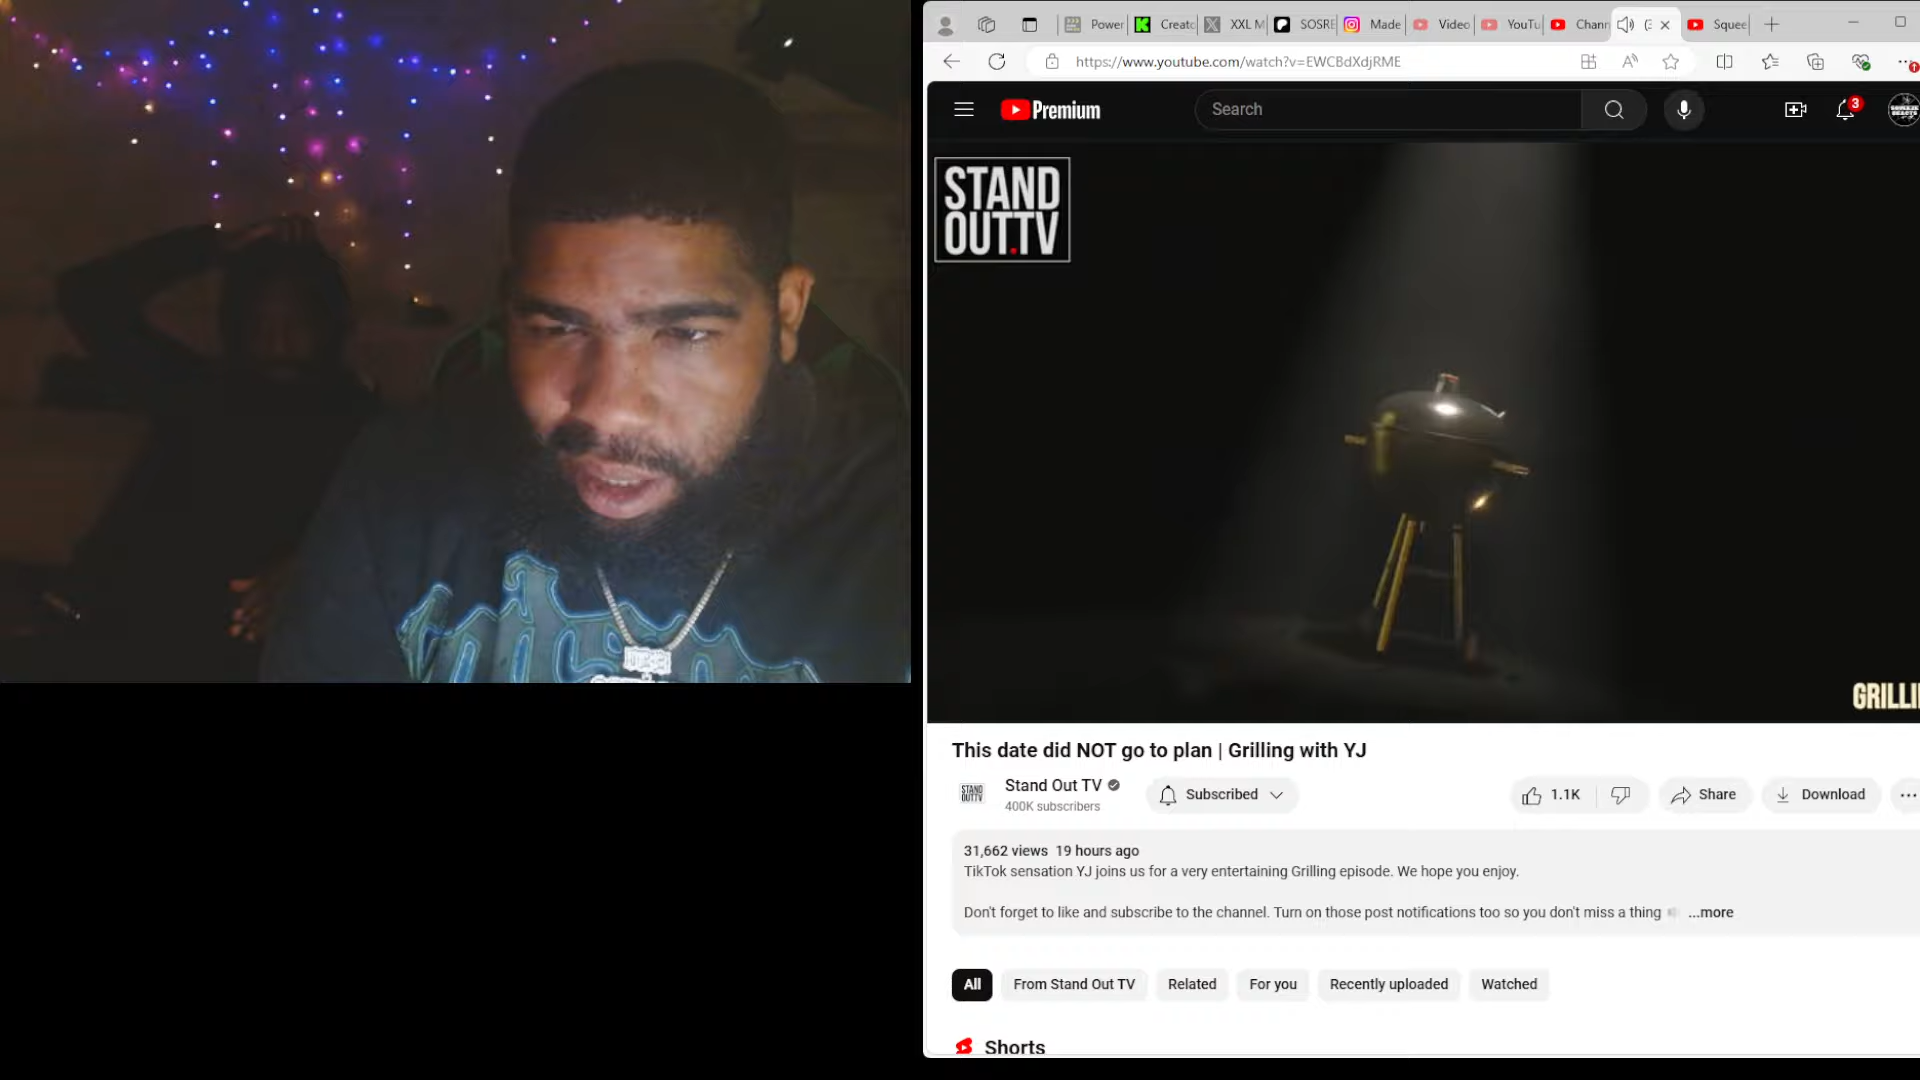 Power
Creato
XXL M
SOSRE
Made
Video
YouTu
Chann
(3
Squee
https://www.youtube.com/watch?v=EWCBdXdjRME
Premium
Search
3
STAND
OUT.TV
GRILLI
This date did NOT go to plan | Grilling with YJ
STAND
OUTTV
Stand Out TV
400K subscribers
Subscribed
1.1K
Share
Download
31,662 views 19 hours ago
TikTok sensation YJ joins us for a very entertaining Grilling episode. We hope you enjoy.
Don't forget to like and subscribe to the channel. Turn on those post notifications too so you don't miss a thing ...more
All
From Stand Out TV
Related
For you
Recently uploaded
Watched
Shorts